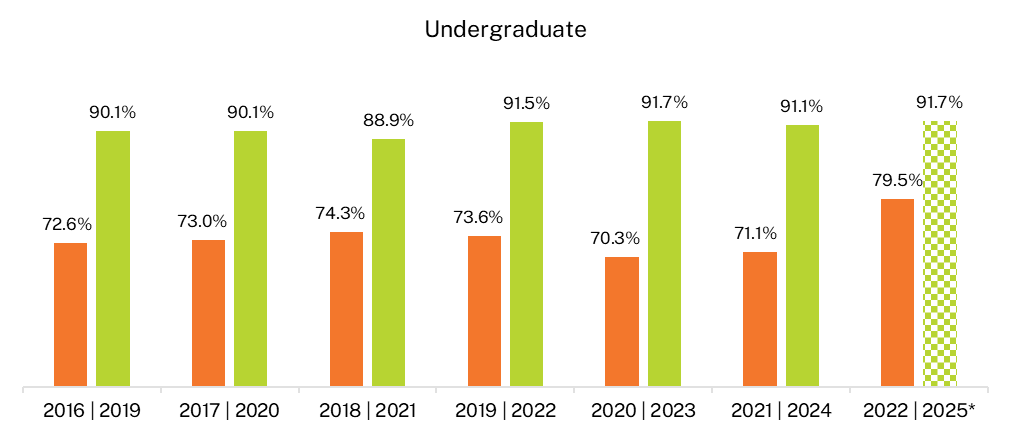 Undergraduate
72.6% 90.1% 73.0% 90.1% 74.3% 88.9% 73.6% 91.5% 70.3% 91.7% 71.1% 91.1% 79.5% 91.7%
2016 | 2019 2017 | 2020 2018 | 2021 2019 | 2022 2020 | 2023 2021 | 2024 2022 | 2025*